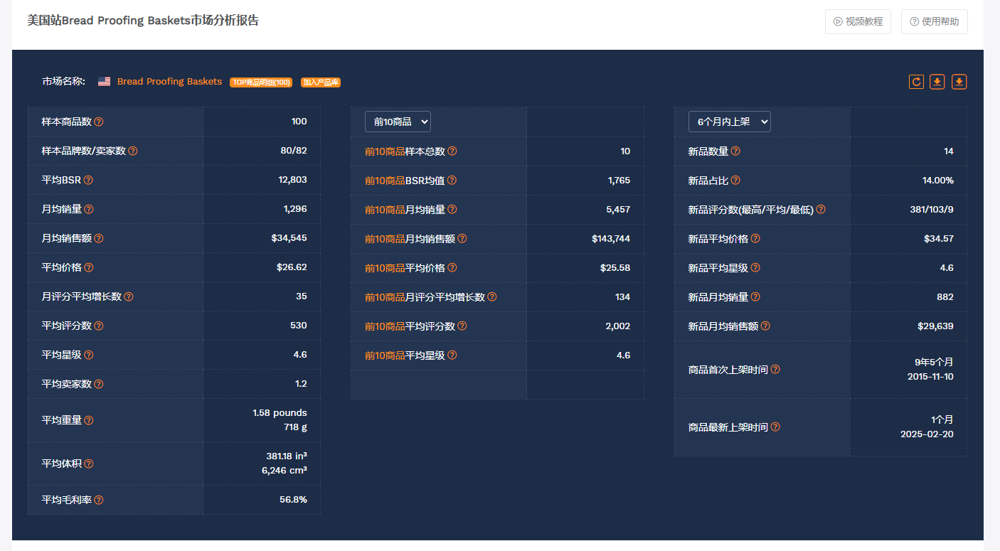 美国站Bread Proofing Baskets市场分析报告
视频教程
使用帮助
市场名称:
Bread Proofing Baskets
TOP商品明细(100)
加入产品库
样本商品数 100
样本品牌数/卖家数 80/82
平均BSR 12,803
月均销量 1,296
月均销售额 $34,545
平均价格 $26.62
月评分平均增长数 35
平均评分数 530
平均星级 4.6
平均卖家数 1.2
平均重量 1.58 pounds
718 g
平均体积 381.18 in³
6,246 cm³
平均毛利率 56.8%
前10商品
前10商品样本总数 10
前10商品BSR均值 1,765
前10商品月均销量 5,457
前10商品月均销售额 $143,744
前10商品平均价格 $25.58
前10商品月评分平均增长数 134
前10商品平均评分数 2,002
前10商品平均星级 4.6
6个月内上架
新品数量 14
新品占比 14.00%
新品评分数(最高/平均/最低) 381/103/9
新品平均价格 $34.57
新品平均星级 4.6
新品月均销量 882
新品月均销售额 $29,639
商品首次上架时间 9年5个月
2015-11-10
商品最新上架时间 1个月
2025-02-20